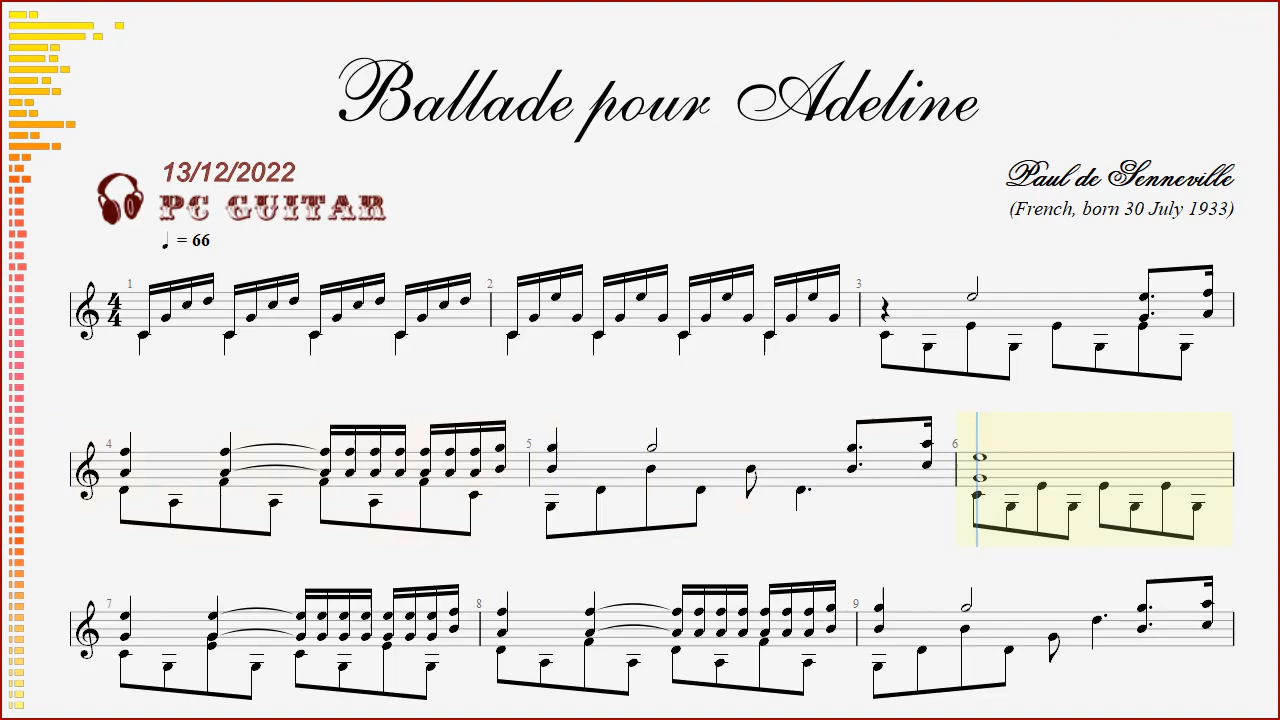 Ballade pour Adeline
13/12/2022
PC GUITAR
Paul de Senneville
(French, born 30 July 1933)
= 66
1 2 3
4 4
4 5 6
7 8 9